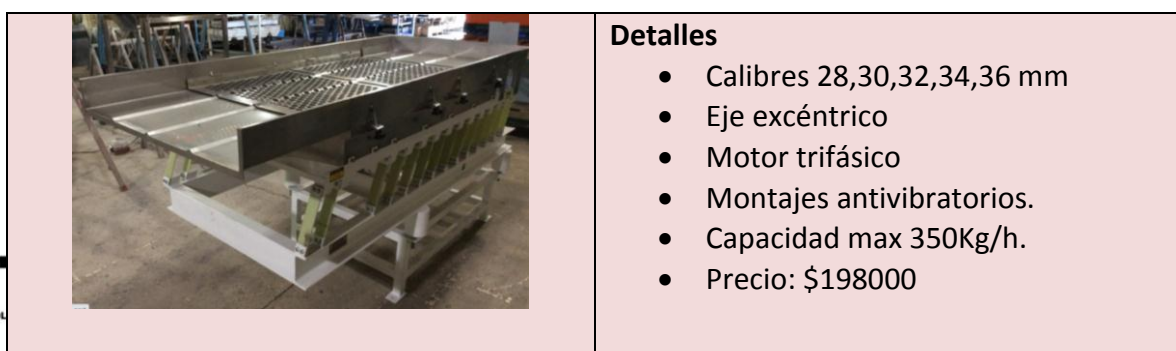 Detalles
• Calibres 28,30,32,34,36 mm
• Eje excéntrico
• Motor trifásico
• Montajes antivibratorios.
• Capacidad max 350Kg/h.
• Precio: $198000